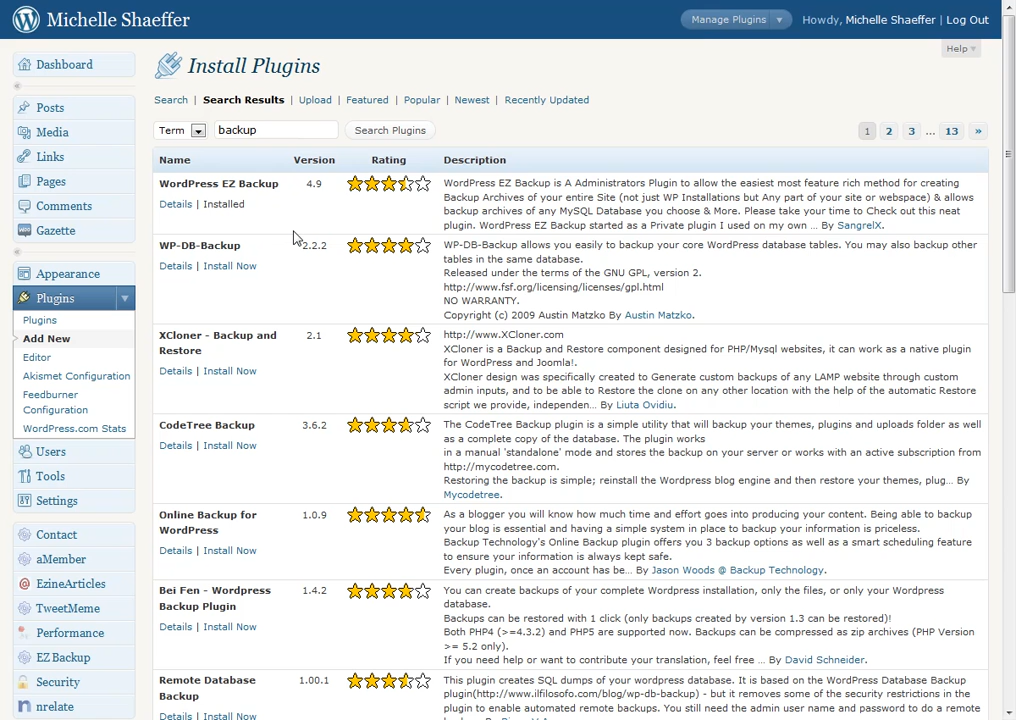 Michelle Shaeffer
Manage Plugins
Howdy, Michelle Shaeffer | Log Out
Help
Dashboard
Posts
Media
Links
Pages
Comments
Gazette
Appearance
Plugins
Plugins
Add New
Editor
Akismet Configuration
Feedburner
Configuration
WordPress.com Stats
Users
Tools
Settings
Contact
aMember
EzineArticles
TweetMeme
Performance
EZ Backup
Security
nrelate
Install Plugins
Search | Search Results | Upload | Featured | Popular | Newest | Recently Updated
Term backup Search Plugins
1 2 3 ... 13 »
Name Version Rating Description
WordPress EZ Backup 4.9
Details | Installed
WordPress EZ Backup is A Administrators Plugin to allow the easiest most feature rich method for creating
Backup Archives of your entire Site (not just WP Installations but Any part of your site or webspace) & allows
backup archives of any MySQL Database you choose & More. Please take your time to Check out this neat
plugin. WordPress EZ Backup started as a Private plugin I used on my own ... By SangrelX.
WP-DB-Backup 2.2.2
Details | Install Now
WP-DB-Backup allows you easily to backup your core WordPress database tables. You may also backup other
tables in the same database.
Released under the terms of the GNU GPL, version 2.
http://www.fsf.org/licensing/licenses/gpl.html
NO WARRANTY.
Copyright (c) 2009 Austin Matzko By Austin Matzko.
XCloner - Backup and 2.1
Restore
Details | Install Now
http://www.XCloner.com
XCloner is a Backup and Restore component designed for PHP/Mysql websites, it can work as a native plugin
for WordPress and Joomla!.
XCloner design was specifically created to Generate custom backups of any LAMP website through custom
admin inputs, and to be able to Restore the clone on any other location with the help of the automatic Restore
script we provide, independen... By Liuta Ovidiu.
CodeTree Backup 3.6.2
Details | Install Now
The CodeTree Backup plugin is a simple utility that will backup your themes, plugins and uploads folder as well
as a complete copy of the database. The plugin works
in a manual 'standalone' mode and stores the backup on your server or works with an active subscription from
http://mycodetree.com.
Restoring the backup is simple; reinstall the Wordpress blog engine and then restore your themes, plug... By
Mycodetree.
Online Backup for 1.0.9
WordPress
Details | Install Now
As a blogger you will know how much time and effort goes into producing your content. Being able to backup
your blog is essential and having a simple system in place to backup your information is priceless.
Backup Technology's Online Backup plugin offers you 3 backup options as well as a smart scheduling feature
to ensure your information is always kept safe.
Every plugin, once an account has be... By Jason Woods @ Backup Technology.
Bei Fen - Wordpress 1.4.2
Backup Plugin
Details | Install Now
You can create backups of your complete Wordpress installation, only the files, or only your Wordpress
database.
Backups can be restored with 1 click (only backups created by version 1.3 can be restored)!
Both PHP4 (>=4.3.2) and PHP5 are supported now. Backups can be compressed as zip archives (PHP Version
>= 5.2 only).
If you need help or want to contribute your translation, feel free ... By David Schneider.
Remote Database 1.00.1
Backup
Details | Install Now
This plugin creates SQL dumps of your wordpress database. It is based on the WordPress Database Backup
plugin(http://www.ilfilosofo.com/blog/wp-db-backup) - but it removes some of the security restrictions in the
plugin to enable automated remote backups. You still need the admin user name and password to do a remote